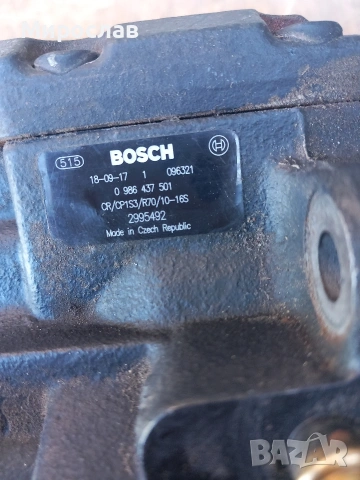 515 BOSCH
18-09-17 1 096321
0 986 437 501
CR/CP1S3/R70/10-16S
2995492
Made in Czech Republic
BAZAR